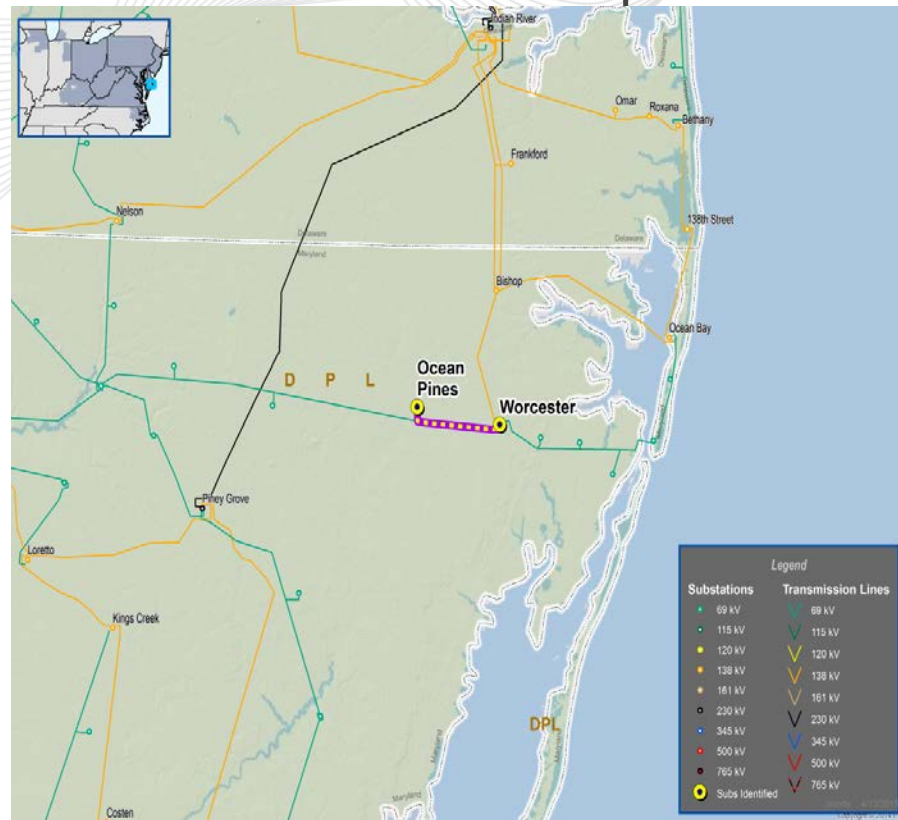 Indian River
Delaware
Omar
Roxana
Bethany
Frankford
Nelson
138th Street
Delaware
Maryland
Delaware
Bishop
Ocean Bay
Ocean
Pines
D P L
Worcester
Piney Grove
Loretto
Kings Creek
DPL
Maryland
Maryland
Costen
Legend
Substations Transmission Lines
69 kV 69 kV
115 kV 115 kV
120 kV 120 kV
138 kV 138 kV
161 kV 161 kV
230 kV 230 kV
345 kV 345 kV
500 kV 500 kV
765 kV 765 kV
Subs Identified